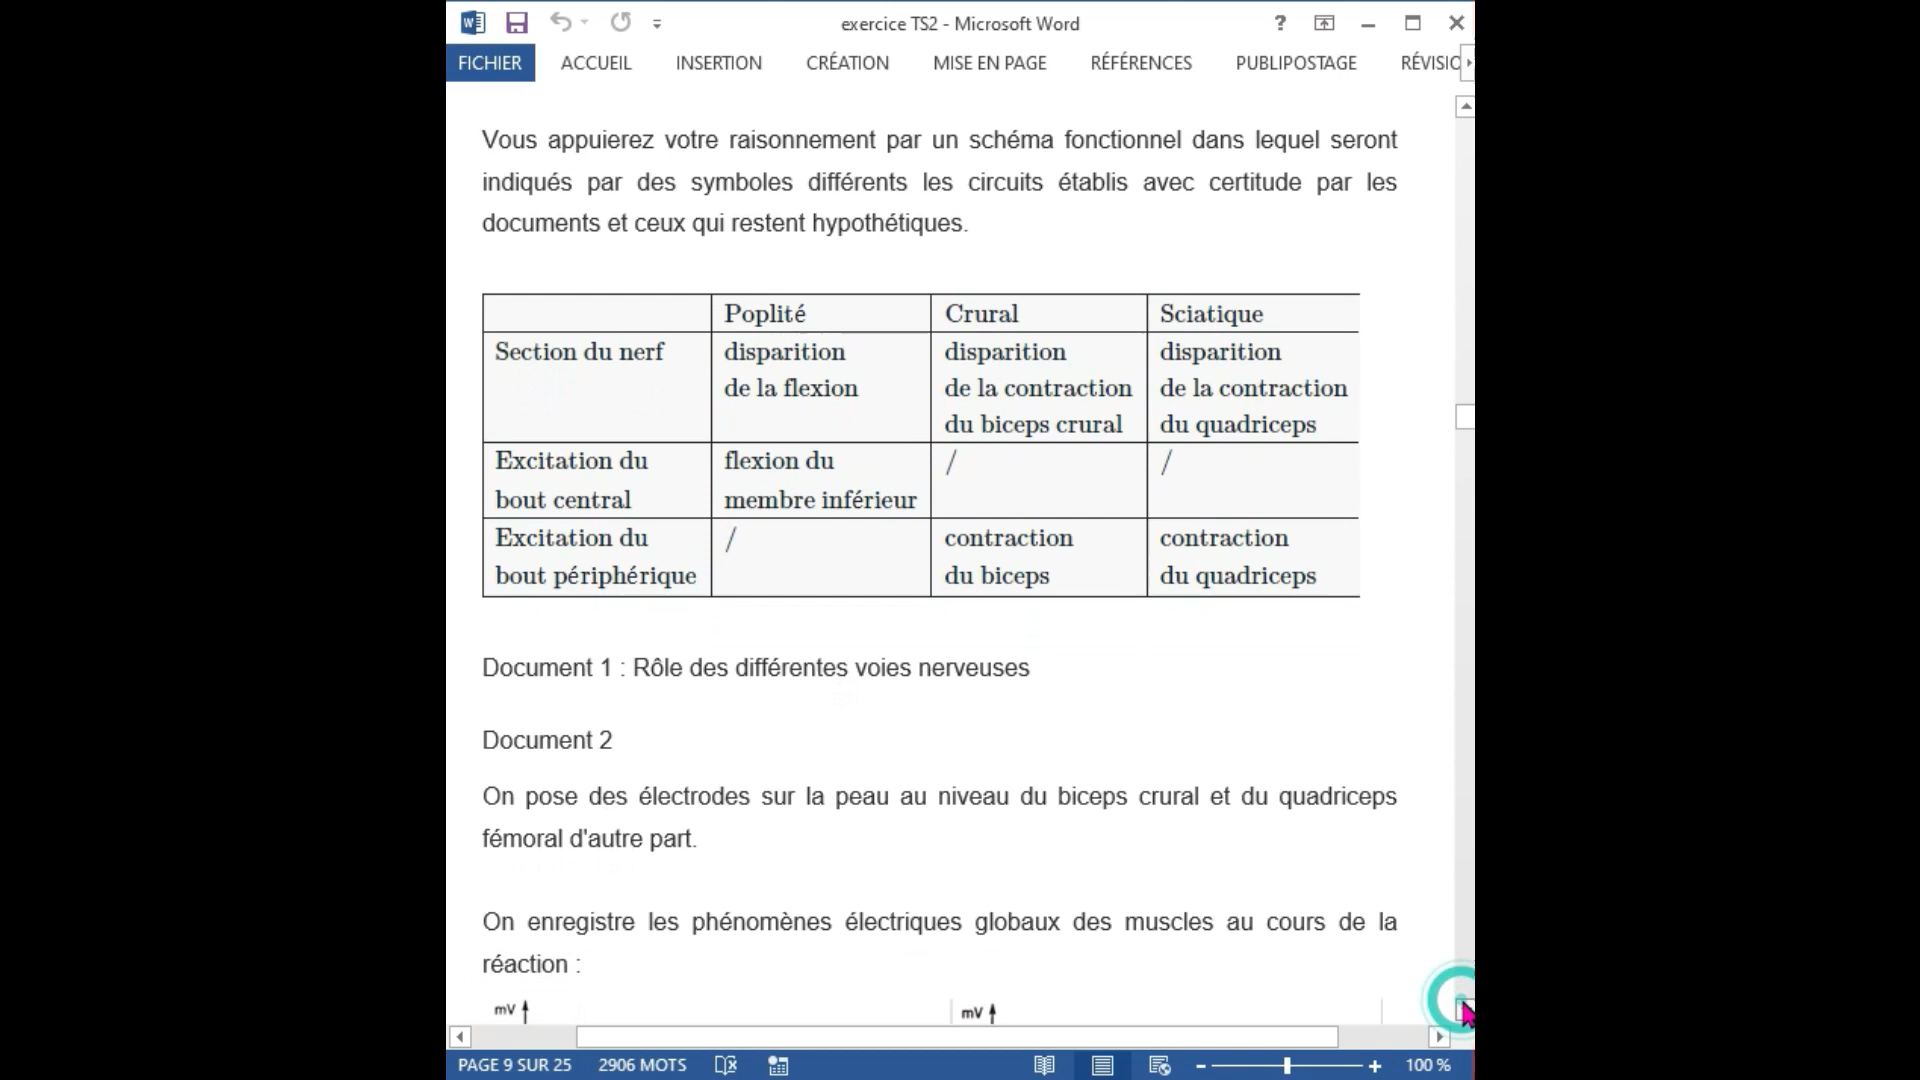 exercice TS2 - Microsoft Word
?
FICHIER ACCUEIL INSERTION CRÉATION MISE EN PAGE RÉFÉRENCES PUBLIPOSTAGE RÉVISIO
Vous appuierez votre raisonnement par un schéma fonctionnel dans lequel seront
indiqués par des symboles différents les circuits établis avec certitude par les
documents et ceux qui restent hypothétiques.
Poplité Crural Sciatique
Section du nerf disparition disparition disparition
de la flexion de la contraction de la contraction
du biceps crural du quadriceps
Excitation du flexion du / /
bout central membre inférieur
Excitation du / contraction contraction
bout périphérique du biceps du quadriceps
Document 1 : Rôle des différentes voies nerveuses
Document 2
On pose des électrodes sur la peau au niveau du biceps crural et du quadriceps
fémoral d'autre part.
On enregistre les phénomènes électriques globaux des muscles au cours de la
réaction :
mV mV
PAGE 9 SUR 25 2906 MOTS 100 %